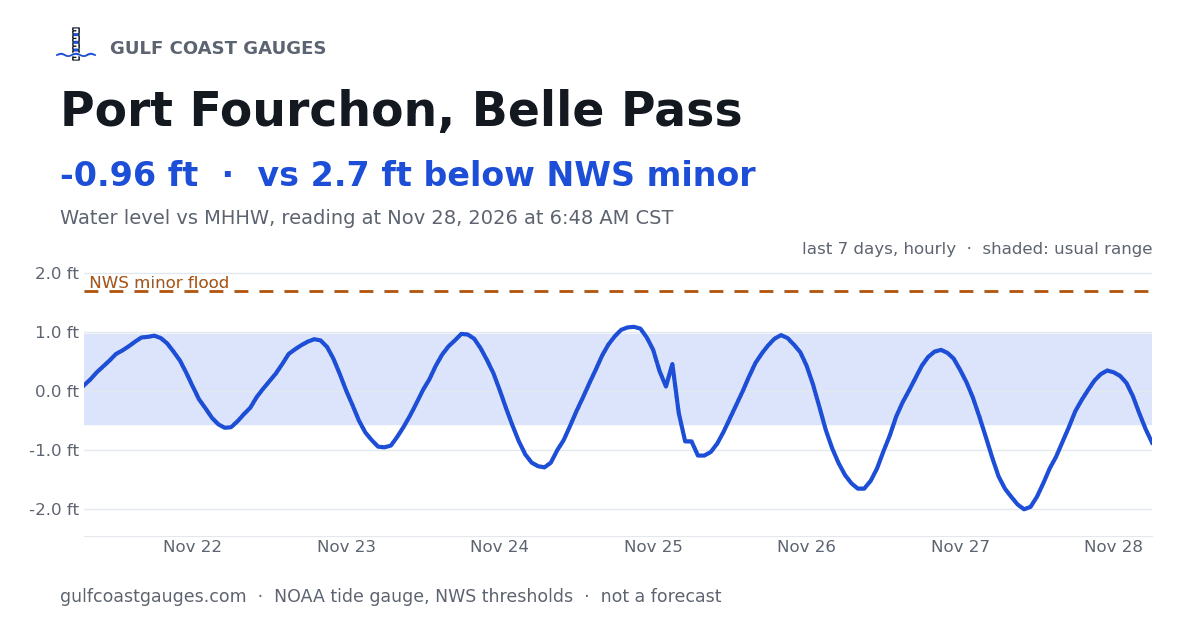 GULF COAST GAUGES
Port Fourchon, Belle Pass
-0.96 ft · vs 2.7 ft below NWS minor
Water level vs MHHW, reading at Nov 28, 2026 at 6:48 AM CST
last 7 days, hourly · shaded: usual range
2.0 ft
NWS minor flood
1.0 ft
0.0 ft
-1.0 ft
-2.0 ft
Nov 22 Nov 23 Nov 24 Nov 25 Nov 26 Nov 27 Nov 28
gulfcoastgauges.com · NOAA tide gauge, NWS thresholds · not a forecast